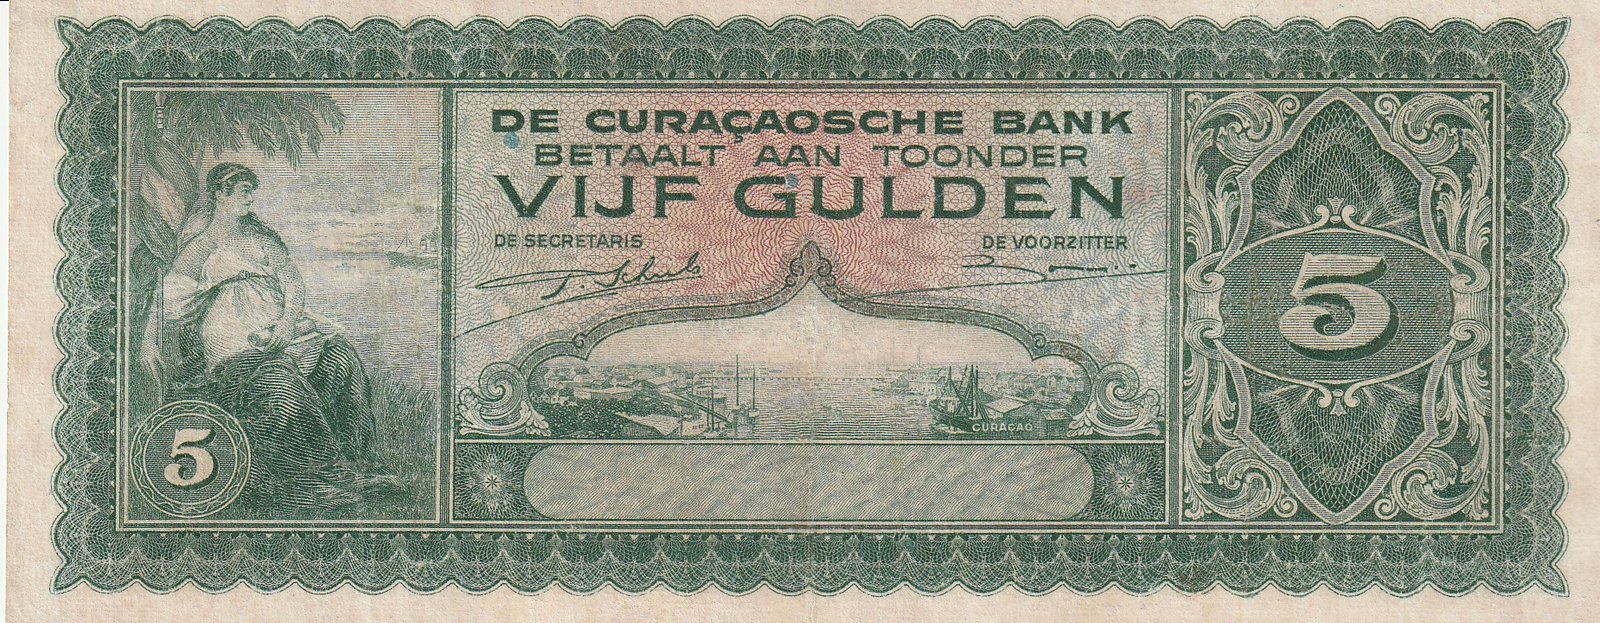 DE CURAÇAOSCHE BANK
BETAALT AAN TOONDER
VIJF GULDEN
DE SECRETARIS
DE VOORZITTER
5
CURAÇAO
5